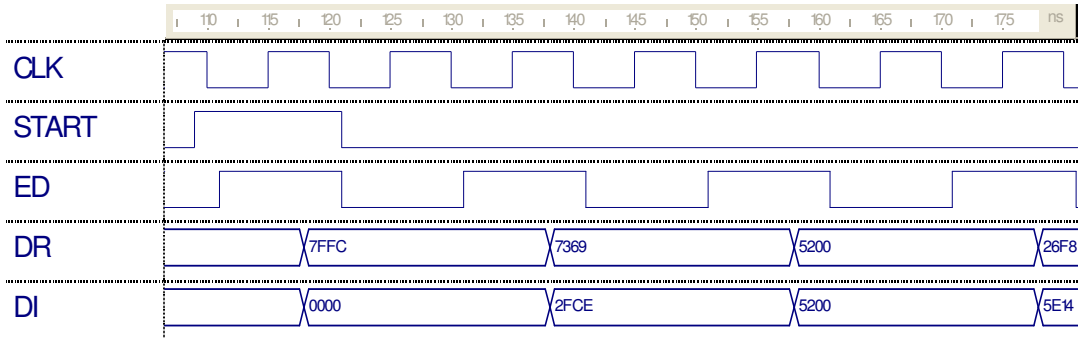 110 115 120 125 130 135 140 145 150 155 160 165 170 175 ns
CLK
START
ED
DR 7FFC 7369 5200 26F8
DI 0000 2FCE 5200 5E14